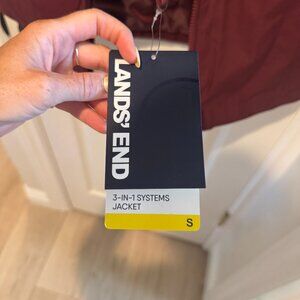 LANDS' END
3-IN-1 SYSTEMS
JACKET
S